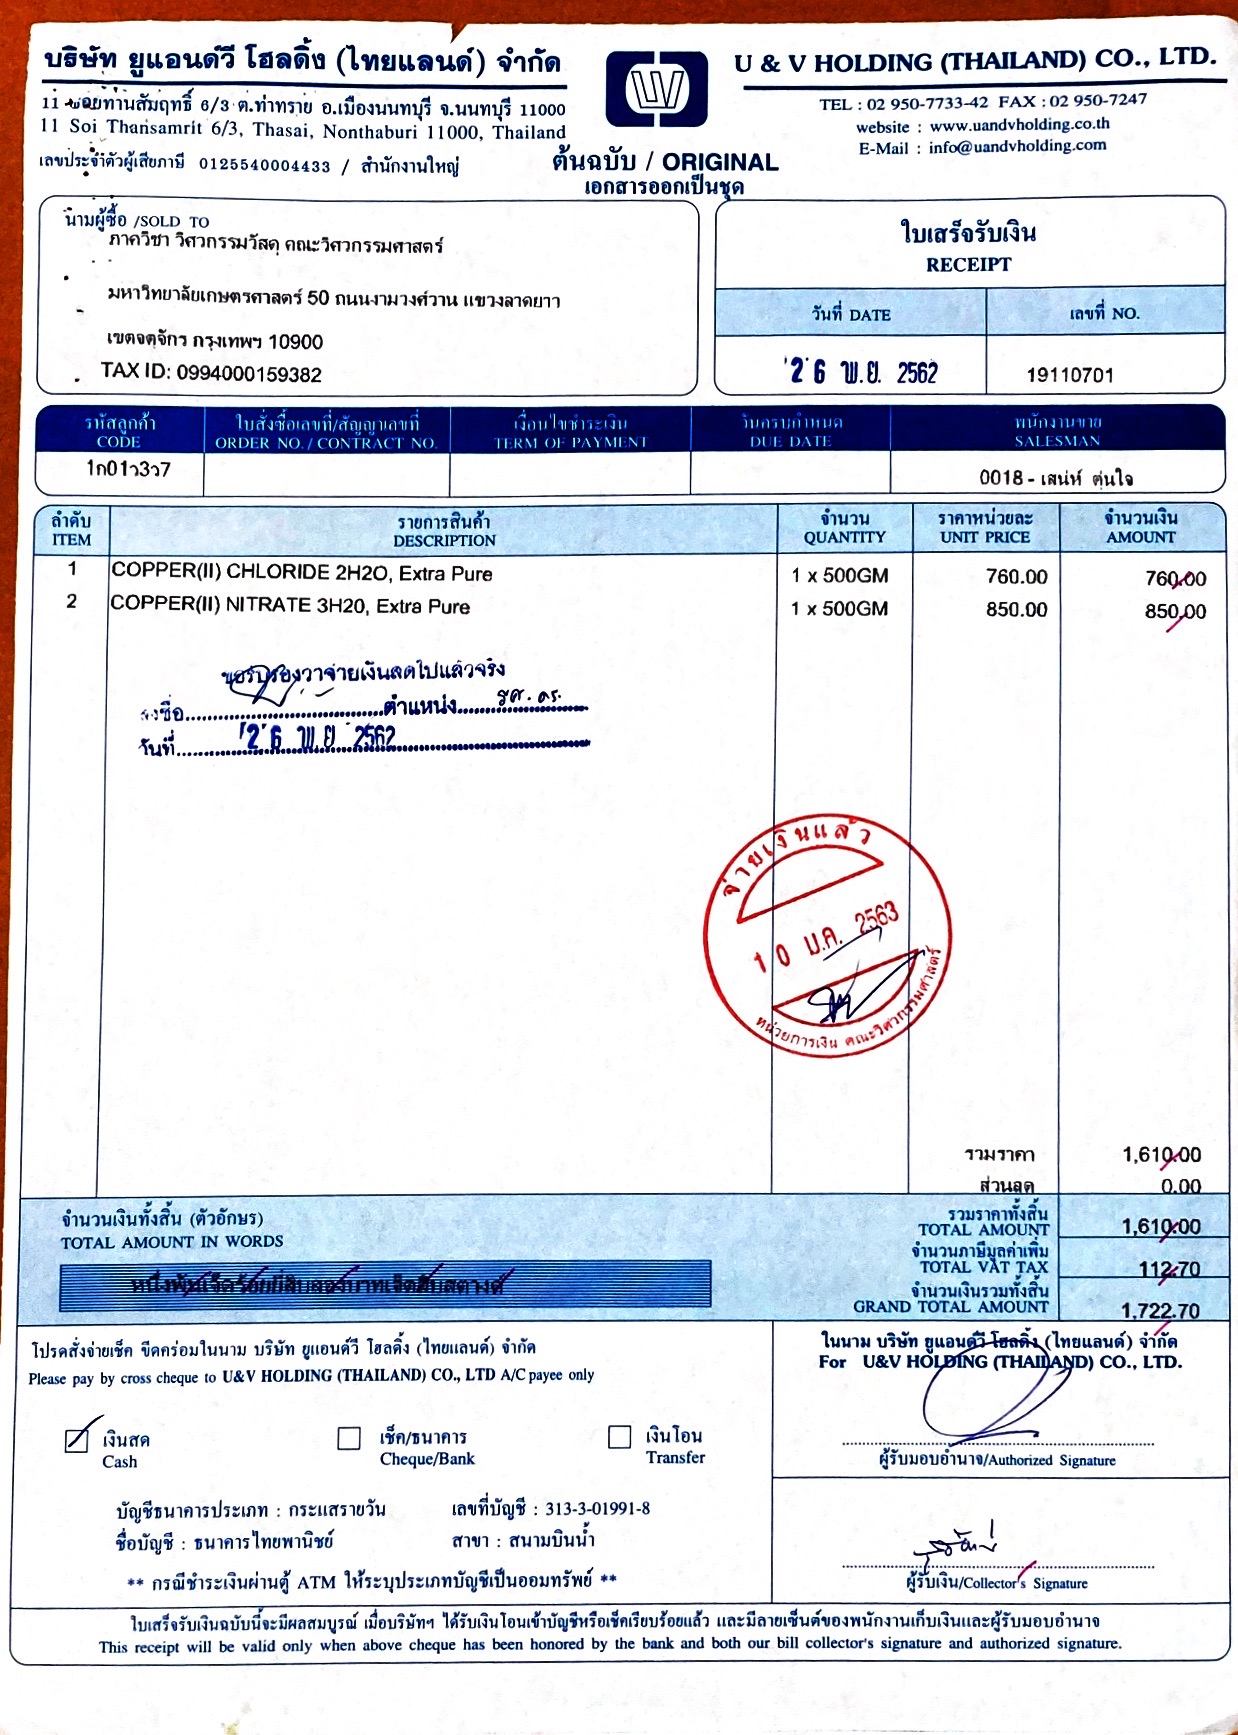 บริษัท ยูแอนด์วี โฮลดิ้ง (ไทยแลนด์) จำกัด
11 ซอยท่านสัมฤทธิ์ 6/3 ต.ท่าทราย อ.เมืองนนทบุรี จ.นนทบุรี 11000
11 Soi Thansamrit 6/3, Thasai, Nonthaburi 11000, Thailand
เลขประจำตัวผู้เสียภาษี 0125540004433 / สำนักงานใหญ่
UV
U & V HOLDING (THAILAND) CO., LTD.
TEL : 02 950-7733-42 FAX : 02 950-7247
website : www.uandvholding.co.th
E-Mail : info@uandvholding.com
ต้นฉบับ / ORIGINAL
เอกสารออกเป็นชุด
นามผู้ซื้อ /SOLD TO
ภาควิชา วิศวกรรมวัสดุ คณะวิศวกรรมศาสตร์
มหาวิทยาลัยเกษตรศาสตร์ 50 ถนนงามวงศ์วาน แขวงลาดยาว
เขตจตุจักร กรุงเทพฯ 10900
TAX ID: 0994000159382
ใบเสร็จรับเงิน
RECEIPT
วันที่ DATE เลขที่ NO.
26 พ.ย. 2562 19110701
รหัสลูกค้า ใบสั่งซื้อเลขที่/สัญญาเลขที่ เงื่อนไขชำระเงิน วันครบกำหนด พนักงานขาย
CODE ORDER NO. / CONTRACT NO. TERM OF PAYMENT DUE DATE SALESMAN
1ก01ว3ว7 0018 - เสน่ห์ ตุ่นใจ
ลำดับ รายการสินค้า จำนวน ราคาหน่วยละ จำนวนเงิน
ITEM DESCRIPTION QUANTITY UNIT PRICE AMOUNT
1 COPPER(II) CHLORIDE 2H2O, Extra Pure 1 x 500GM 760.00 760.00
2 COPPER(II) NITRATE 3H20, Extra Pure 1 x 500GM 850.00 850.00
ขอรับรองว่าจ่ายเงินสดไปแล้วจริง
ลงชื่อ ตำแหน่ง รศ.ดร.
วันที่ 26 พ.ย. 2562
จ่ายเงินแล้ว
10 ม.ค. 2563
หน่วยการเงิน คณะวิศวกรรมศาสตร์
รวมราคา 1,610.00
ส่วนลด 0.00
จำนวนเงินทั้งสิ้น (ตัวอักษร)
TOTAL AMOUNT IN WORDS
หนึ่งพันเจ็ดร้อยยี่สิบสองบาทเจ็ดสิบสตางค์
รวมราคาทั้งสิ้น
TOTAL AMOUNT 1,610.00
จำนวนภาษีมูลค่าเพิ่ม
TOTAL VAT TAX 112.70
จำนวนเงินรวมทั้งสิ้น
GRAND TOTAL AMOUNT 1,722.70
โปรดสั่งจ่ายเช็ค ขีดคร่อมในนาม บริษัท ยูแอนด์วี โฮลดิ้ง (ไทยแลนด์) จำกัด
Please pay by cross cheque to U&V HOLDING (THAILAND) CO., LTD A/C payee only
เงินสด เช็ค/ธนาคาร เงินโอน
Cash Cheque/Bank Transfer
บัญชีธนาคารประเภท : กระแสรายวัน เลขที่บัญชี : 313-3-01991-8
ชื่อบัญชี : ธนาคารไทยพานิชย์ สาขา : สนามบินน้ำ
** กรณีชำระเงินผ่านตู้ ATM ให้ระบุประเภทบัญชีเป็นออมทรัพย์ **
ในนาม บริษัท ยูแอนด์วี โฮลดิ้ง (ไทยแลนด์) จำกัด
For U&V HOLDING (THAILAND) CO., LTD.
ผู้รับมอบอำนาจ/Authorized Signature
ผู้รับเงิน/Collector's Signature
ใบเสร็จรับเงินฉบับนี้จะมีผลสมบูรณ์ เมื่อบริษัทฯ ได้รับเงินโอนเข้าบัญชีหรือเช็คเรียบร้อยแล้ว และมีลายเซ็นต์ของพนักงานเก็บเงินและผู้รับมอบอำนาจ
This receipt will be valid only when above cheque has been honored by the bank and both our bill collector's signature and authorized signature.